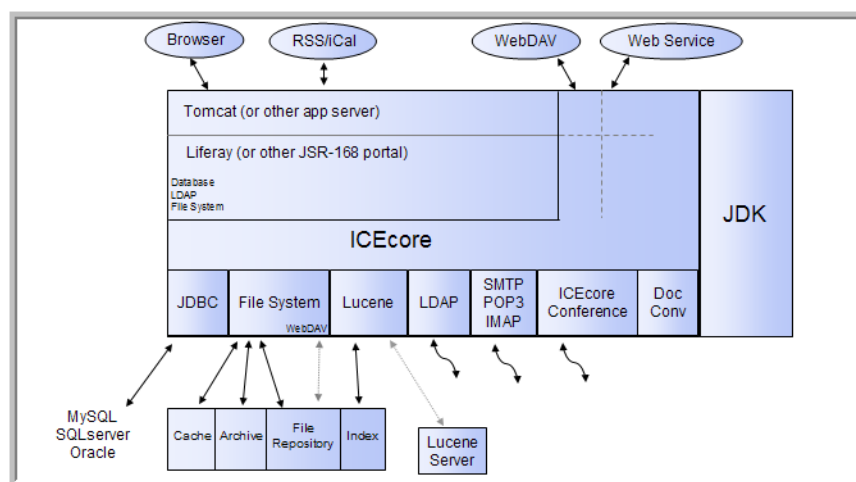 Browser
RSS/iCal
WebDAV
Web Service
Tomcat (or other app server)
Liferay (or other JSR-168 portal)
Database
LDAP
File System
JDK
ICEcore
JDBC
File System
WebDAV
Lucene
LDAP
SMTP
POP3
IMAP
ICEcore
Conference
Doc
Conv
MySQL
SQLserver
Oracle
Cache
Archive
File
Repository
Index
Lucene
Server